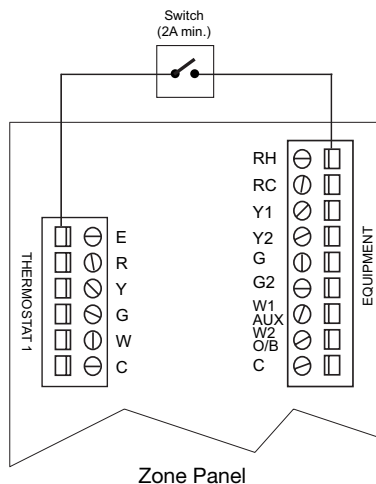 Switch
(2A min.)
THERMOSTAT 1
E
R
Y
G
W
C
RH
RC
Y1
Y2
G
G2
W1
AUX
W2
O/B
C
EQUIPMENT
Zone Panel